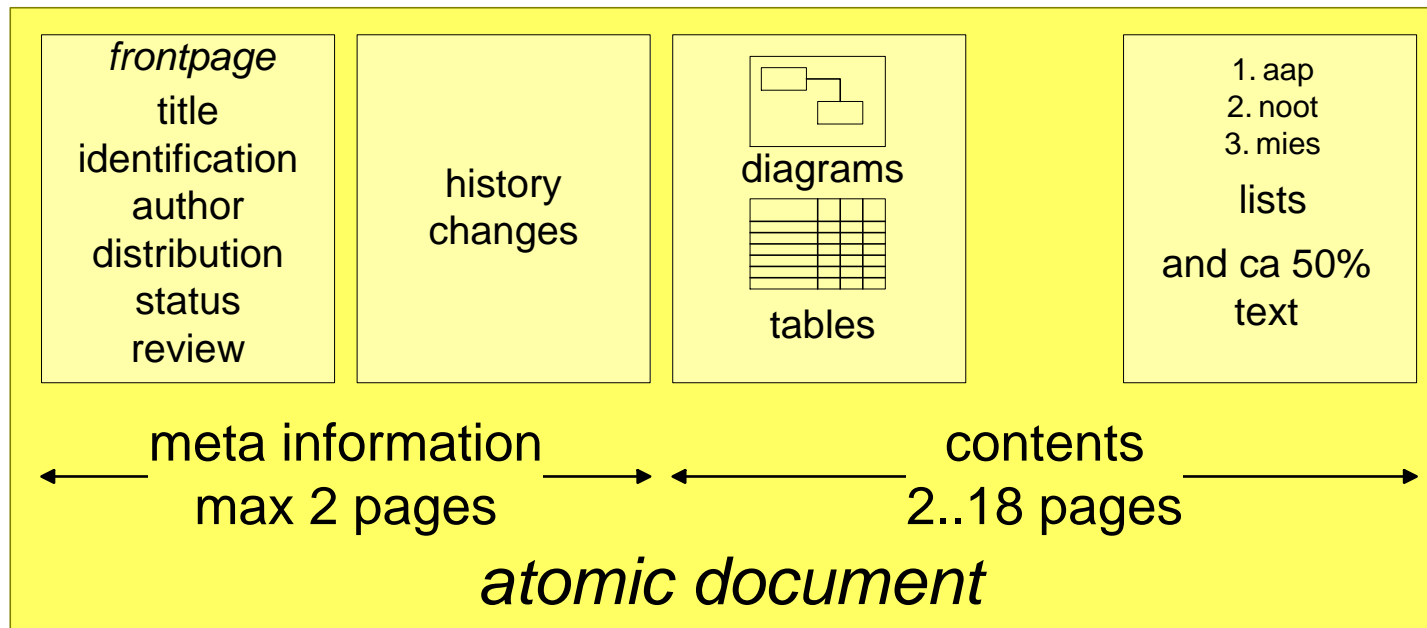 frontpage
title
identification
author
distribution
status
review
history
changes
diagrams
tables
1. aap
2. noot
3. mies
lists
and ca 50%
text
meta information
max 2 pages
contents
2..18 pages
atomic document